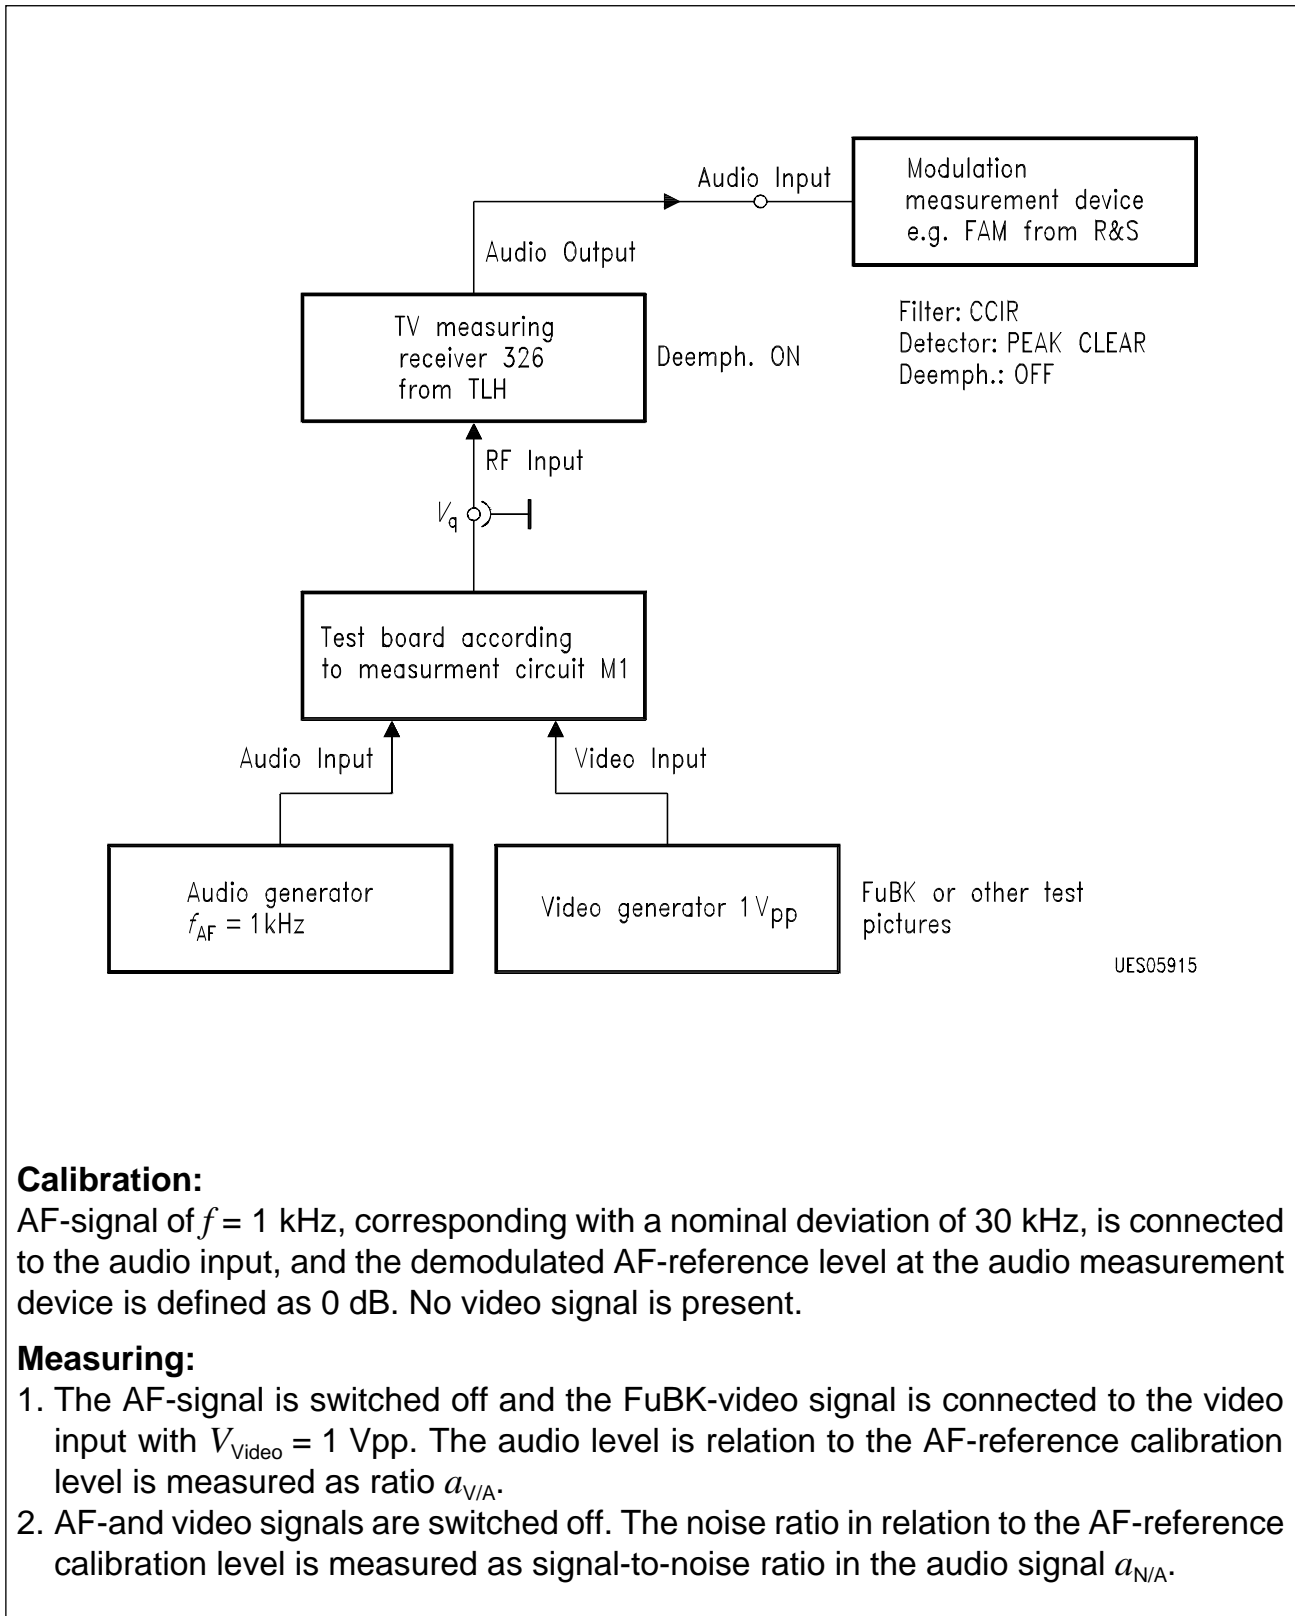 Audio Input
Modulation
measurement device
e.g. FAM from R&S
Audio Output
TV measuring
receiver 326
from TLH
Deemph. ON
Filter: CCIR
Detector: PEAK CLEAR
Deemph.: OFF
RF Input
Vq
Test board according
to measurment circuit M1
Audio Input
Video Input
Audio generator
fAF = 1kHz
Video generator 1Vpp
FuBK or other test
pictures
UES05915
Calibration:
AF-signal of f = 1 kHz, corresponding with a nominal deviation of 30 kHz, is connected
to the audio input, and the demodulated AF-reference level at the audio measurement
device is defined as 0 dB. No video signal is present.
Measuring:
1. The AF-signal is switched off and the FuBK-video signal is connected to the video
input with VVideo = 1 Vpp. The audio level is relation to the AF-reference calibration
level is measured as ratio aV/A.
2. AF-and video signals are switched off. The noise ratio in relation to the AF-reference
calibration level is measured as signal-to-noise ratio in the audio signal aN/A.